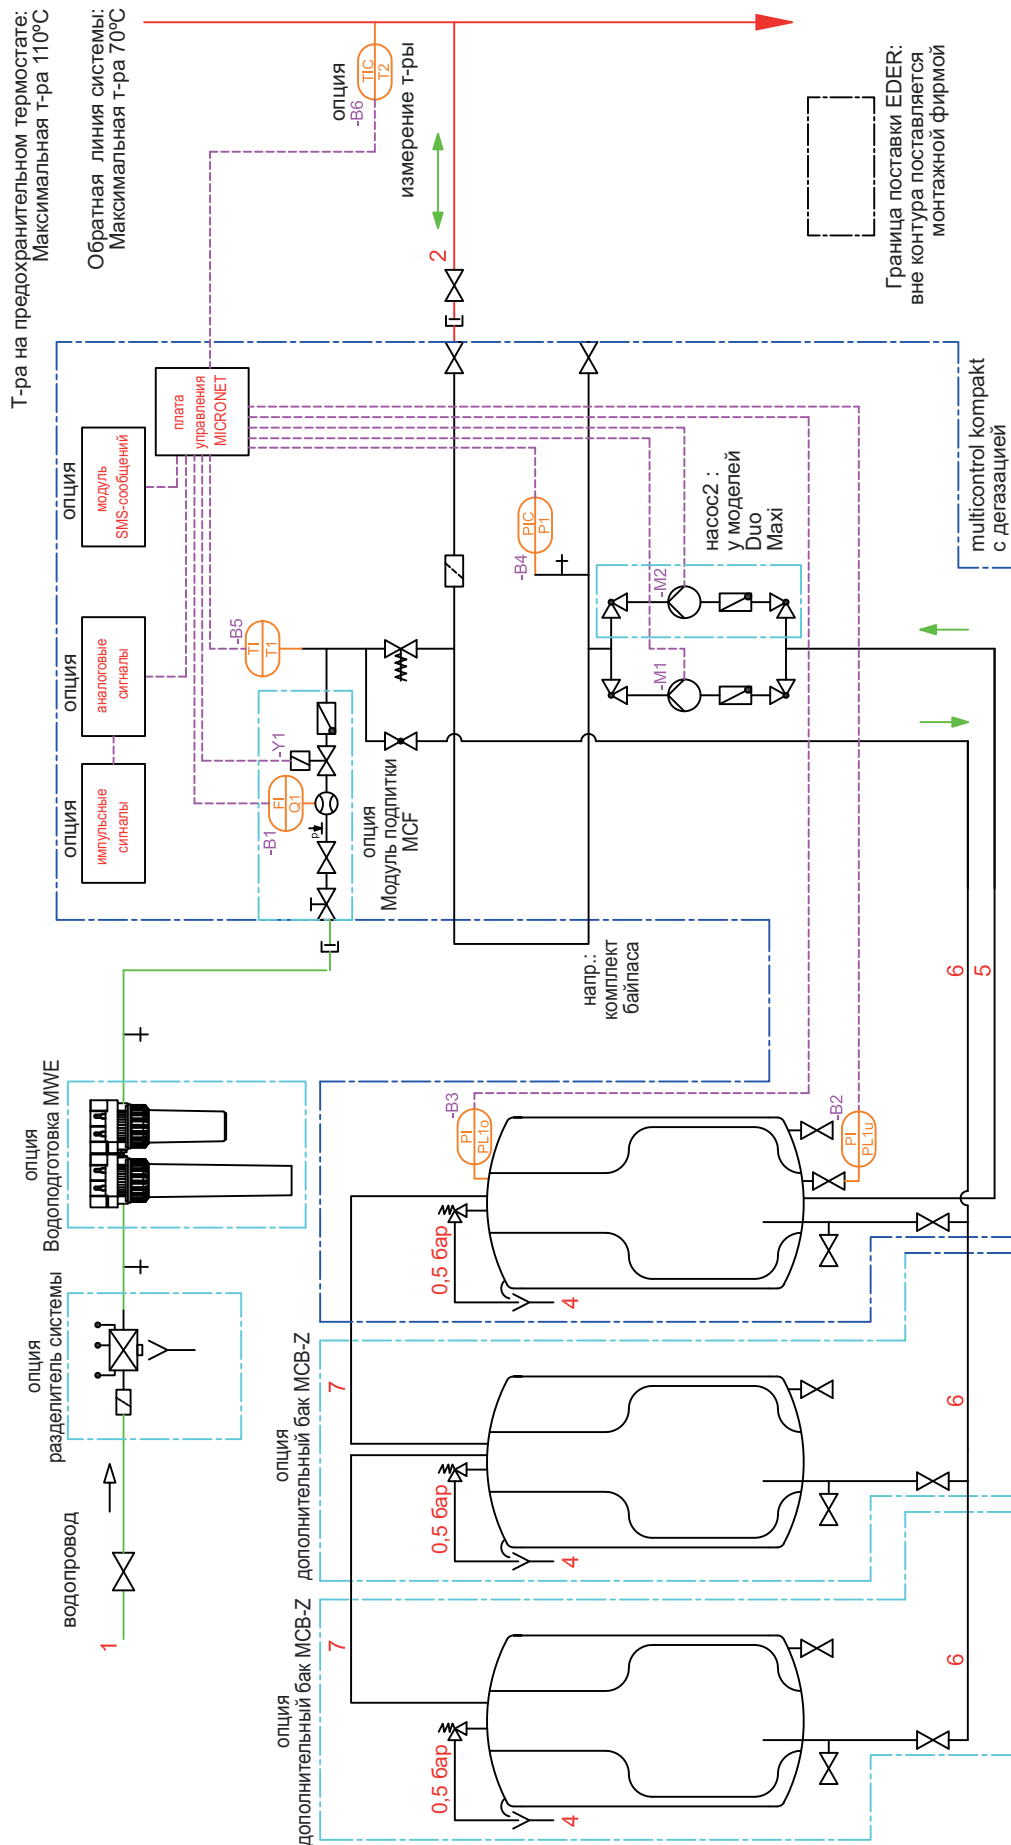 Т-ра на предохранительном термостате:
Максимальная т-ра 110ºС
Обратная линия системы:
Максимальная т-ра 70ºС
опция
-B6
TIC
T2
измерение т-ры
2
Граница поставки EDER:
вне контура поставляется
монтажной фирмой
опция
модуль
SMS-сообщений
плата
управления
MICRONET
опция
аналоговые
сигналы
опция
импульсные
сигналы
-B5
TI
T1
-B4
PIC
P1
насос2 :
у моделей
Duo
Maxi
-M2
-M1
multicontrol kompakt
с дегазацией
-Y1
-B1
FI
Q1
P
опция
Модуль подпитки
MCF
напр.:
комплект
байпаса
6
5
опция
Водоподготовка MWE
опция
разделитель системы
водопровод
1
-B3
PI
PL1o
-B2
PI
PL1u
0,5 бар
4
7
опция
дополнительный бак MCB-Z
0,5 бар
4
6
7
опция
дополнительный бак MCB-Z
0,5 бар
4
6